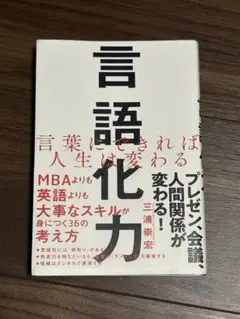 言語化力
言葉にできれば
人生は変わる
プレゼン、会議、
人間関係が
変わる!
三浦崇宏
MBAよりも
英語よりも
大事なスキルが
身につく36の
考え方